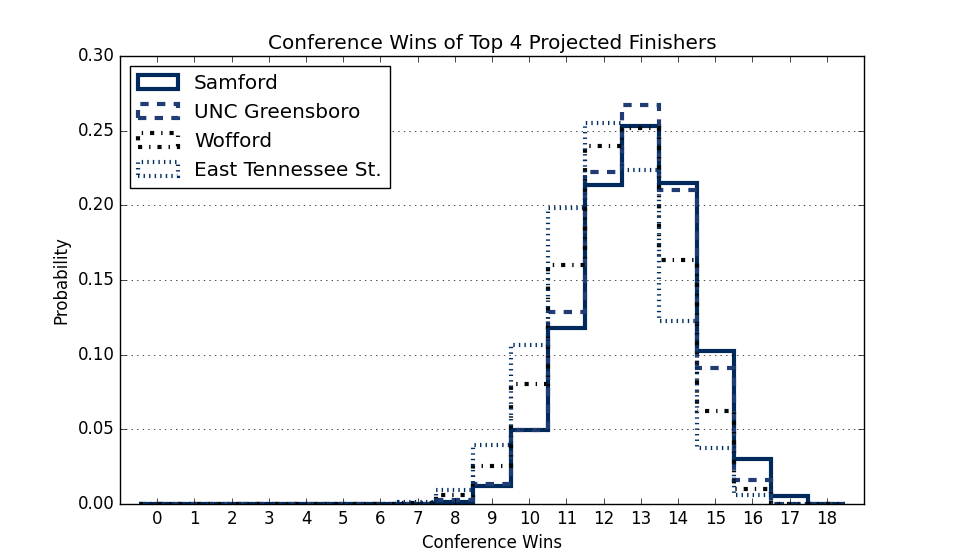 Conference Wins of Top 4 Projected Finishers
Samford
UNC Greensboro
Wofford
East Tennessee St.
Probability
0.30
0.25
0.20
0.15
0.10
0.05
0.00
0 1 2 3 4 5 6 7 8 9 10 11 12 13 14 15 16 17 18
Conference Wins